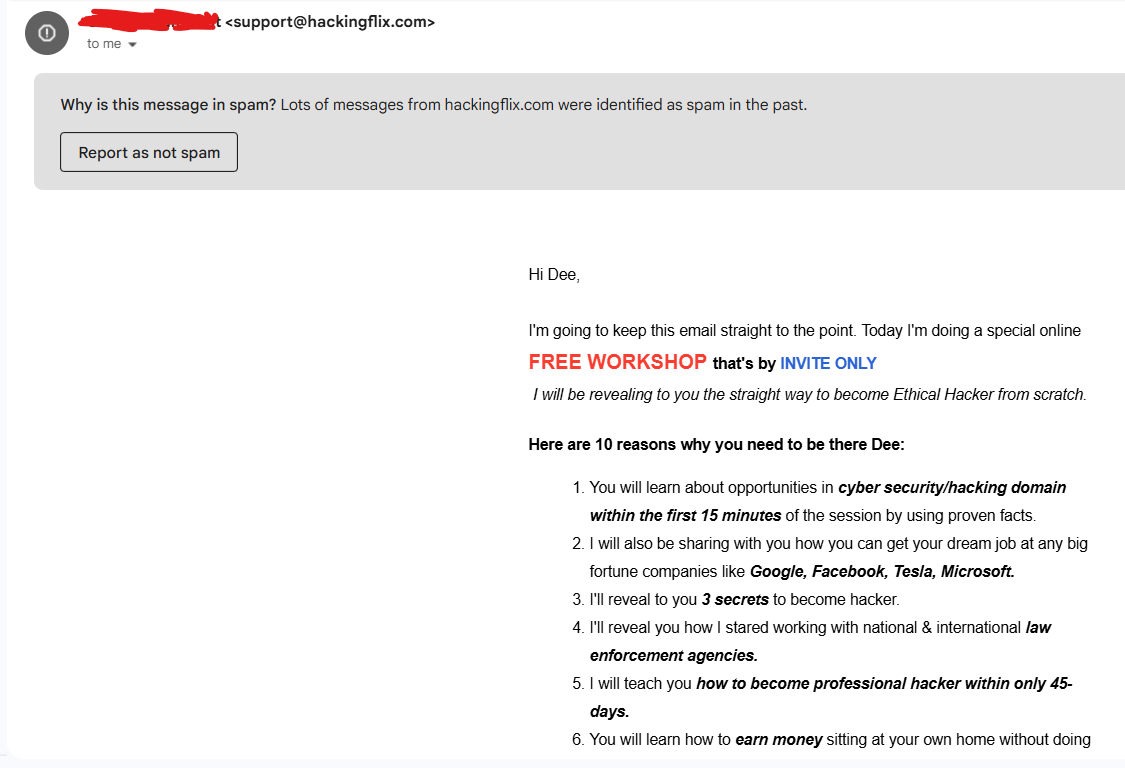 t <support@hackingflix.com>
to me
Why is this message in spam? Lots of messages from hackingflix.com were identified as spam in the past.
Report as not spam
Hi Dee,
I'm going to keep this email straight to the point. Today I'm doing a special online
FREE WORKSHOP that's by INVITE ONLY
I will be revealing to you the straight way to become Ethical Hacker from scratch.
Here are 10 reasons why you need to be there Dee:
1. You will learn about opportunities in cyber security/hacking domain
within the first 15 minutes of the session by using proven facts.
2. I will also be sharing with you how you can get your dream job at any big
fortune companies like Google, Facebook, Tesla, Microsoft.
3. I'll reveal to you 3 secrets to become hacker.
4. I'll reveal you how I stared working with national & international law
enforcement agencies.
5. I will teach you how to become professional hacker within only 45-
days.
6. You will learn how to earn money sitting at your own home without doing